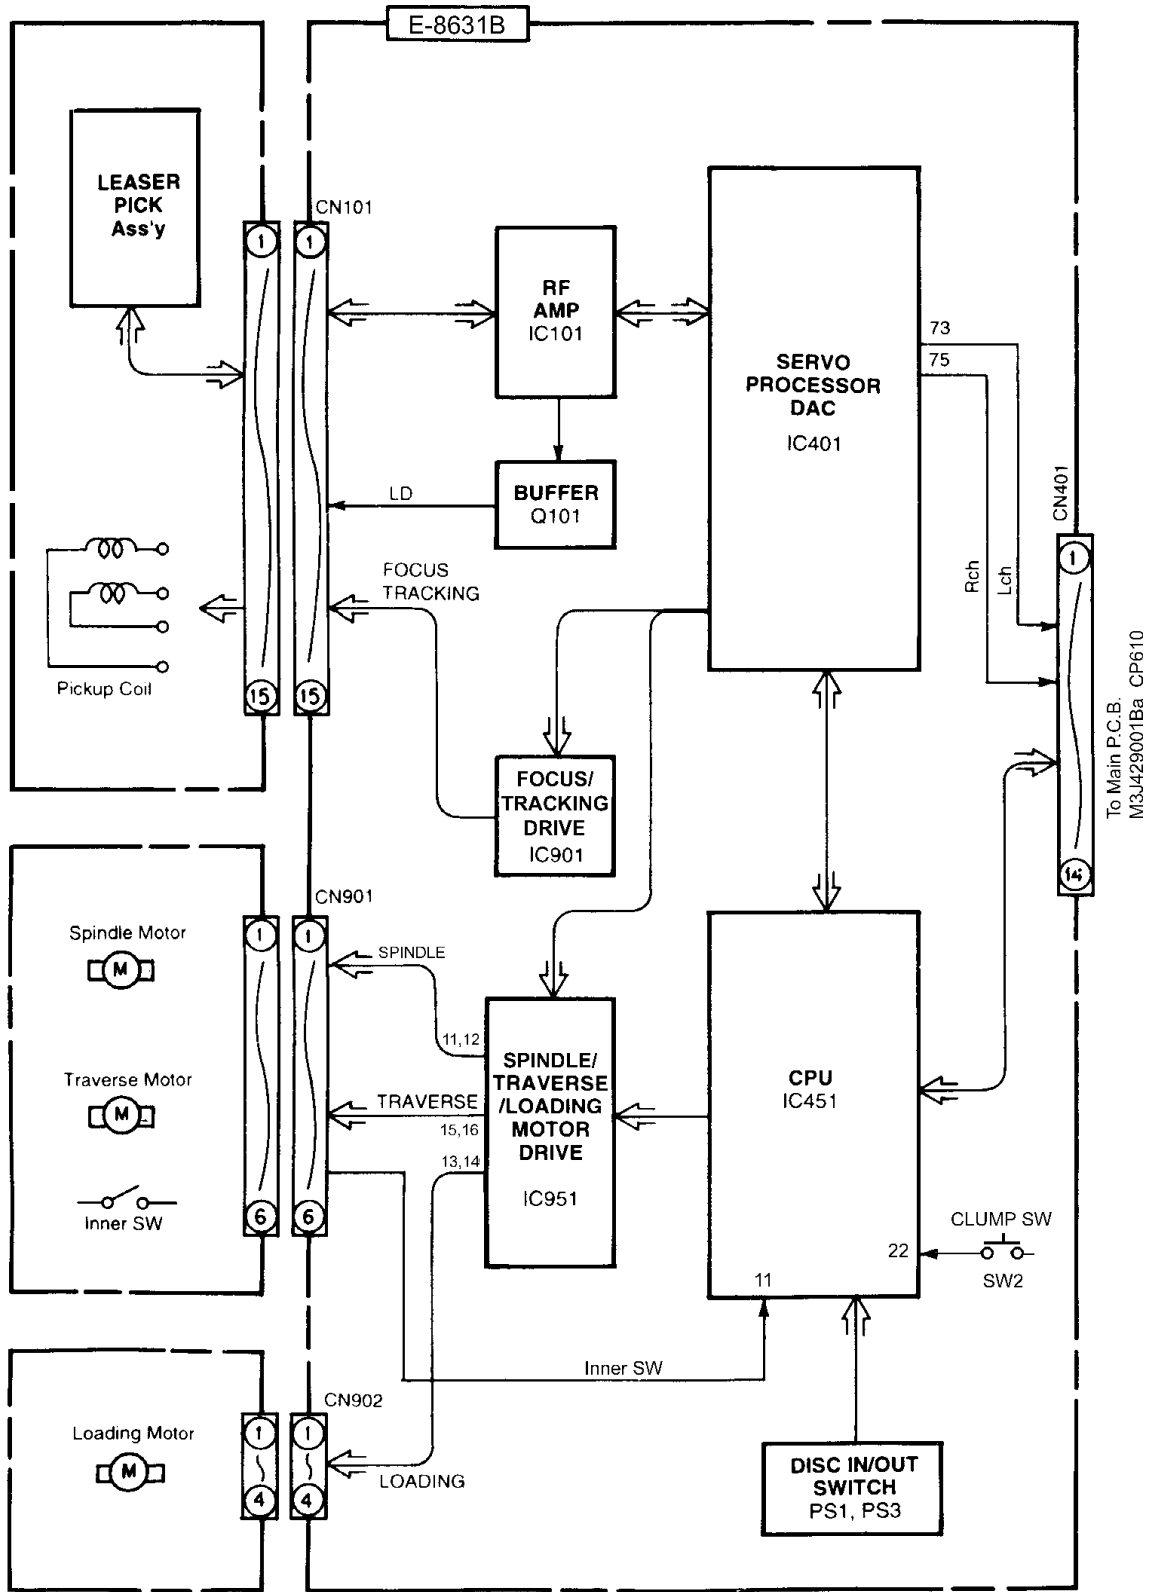 E-8631B
LEASER
PICK
Ass'y
CN101
1
1
15
15
Pickup Coil
RF
AMP
IC101
BUFFER
Q101
LD
FOCUS
TRACKING
SERVO
PROCESSOR
DAC
IC401
73
75
Rch
Lch
CN401
1
14
To Main P.C.B.
M3J429001Ba CP610
FOCUS/
TRACKING
DRIVE
IC901
CN901
1
1
6
6
Spindle Motor
M
Traverse Motor
M
Inner SW
SPINDLE
11,12
TRAVERSE
15,16
13,14
SPINDLE/
TRAVERSE
/LOADING
MOTOR
DRIVE
IC951
CPU
IC451
22
11
CLUMP SW
SW2
Inner SW
CN902
1
1
4
4
Loading Motor
M
LOADING
DISC IN/OUT
SWITCH
PS1, PS3